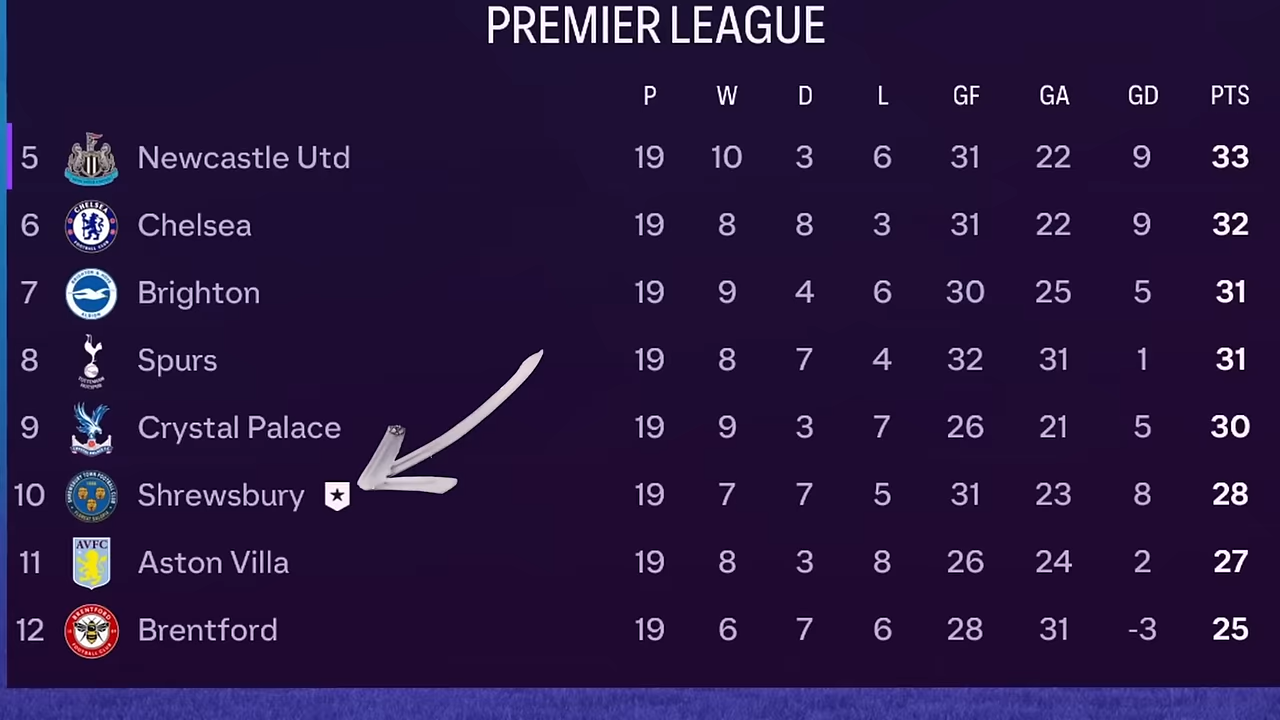 PREMIER LEAGUE
P W D L GF GA GD PTS
5 Newcastle Utd 19 10 3 6 31 22 9 33
6 Chelsea 19 8 8 3 31 22 9 32
7 Brighton 19 9 4 6 30 25 5 31
8 Spurs 19 8 7 4 32 31 1 31
9 Crystal Palace 19 9 3 7 26 21 5 30
10 Shrewsbury 19 7 7 5 31 23 8 28
11 Aston Villa 19 8 3 8 26 24 2 27
AVFC
12 Brentford 19 6 7 6 28 31 -3 25